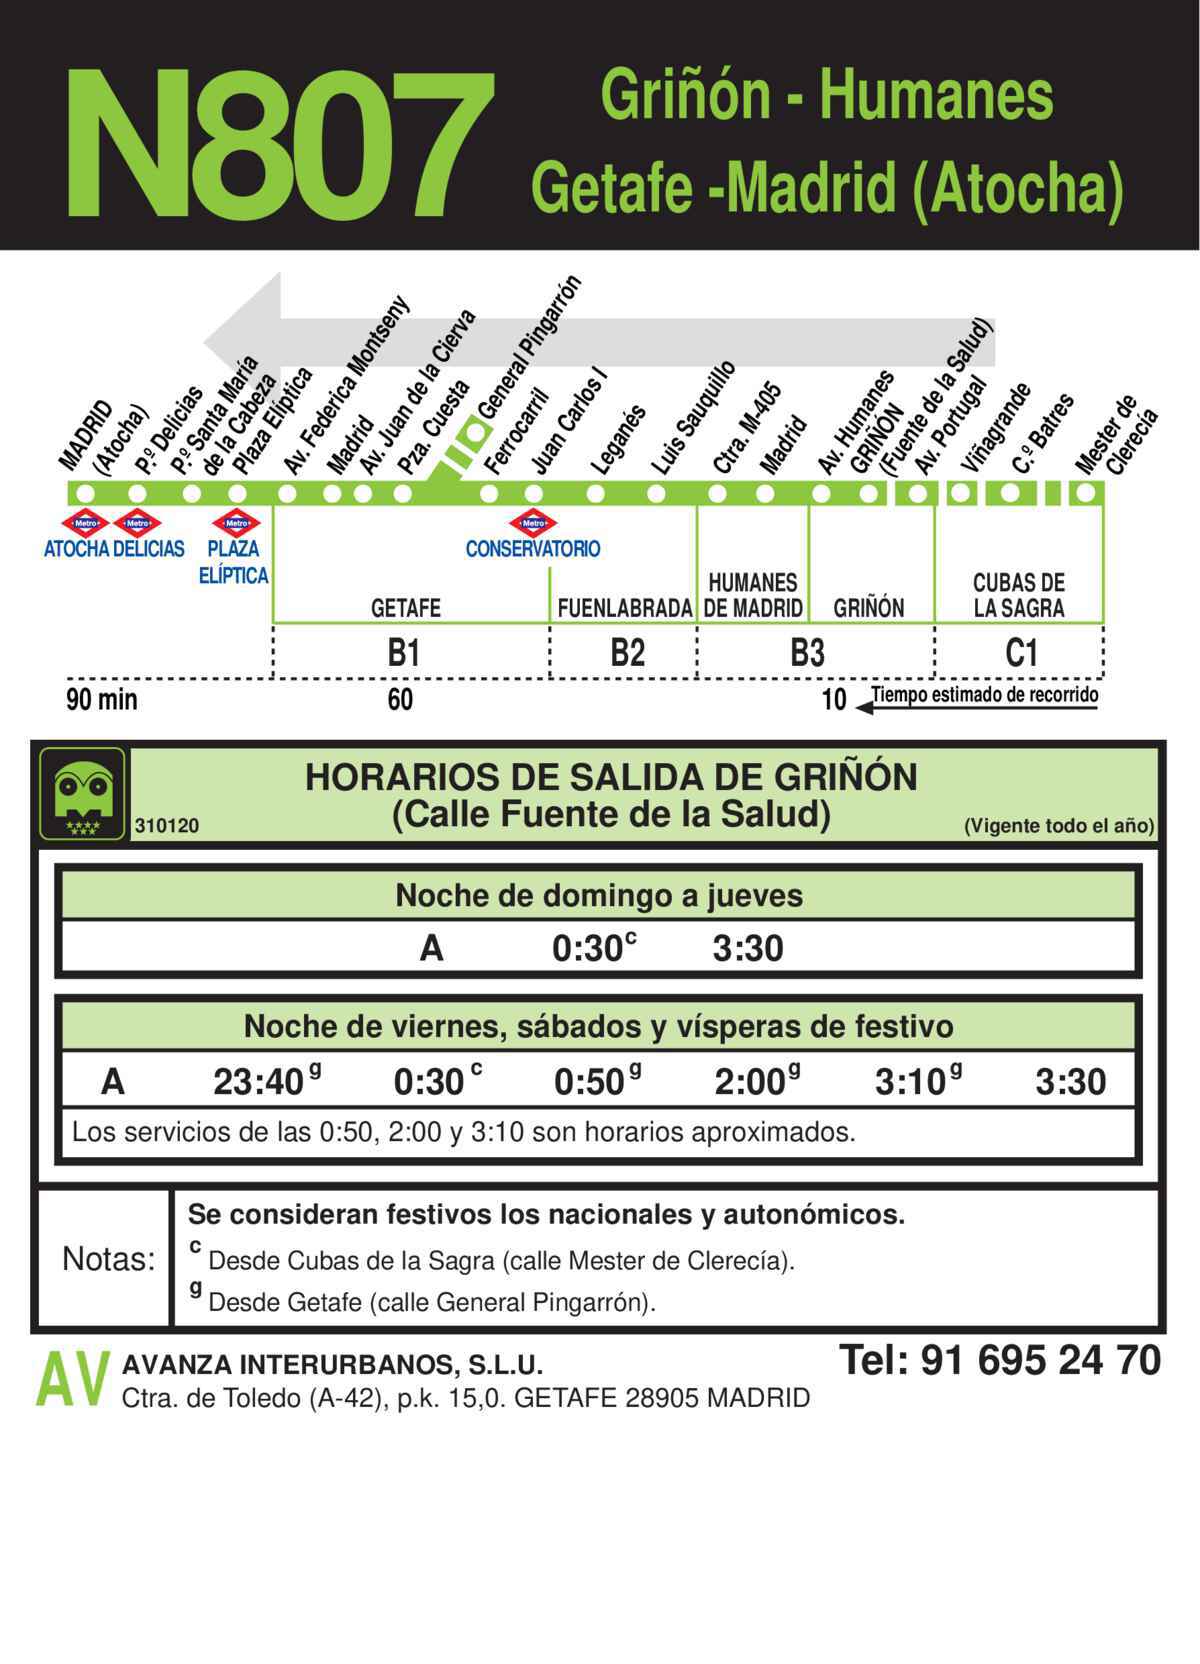 N807
Griñón - Humanes
Getafe -Madrid (Atocha)
MADRID
(Atocha)
P.º Delicias
P.º Santa María
de la Cabeza
Plaza Elíptica
Av. Federica Montseny
Madrid
Av. Juan de la Cierva
Pza. Cuesta
General Pingarrón
Ferrocarril
Juan Carlos I
Leganés
Luis Sauquillo
Ctra. M-405
Madrid
Av. Humanes
GRIÑÓN
(Fuente de la Salud)
Av. Portugal
Viñagrande
C.º Batres
Mester de
Clerecía
Metro Metro Metro Metro
ATOCHA DELICIAS PLAZA
ELÍPTICA
CONSERVATORIO
GETAFE FUENLABRADA HUMANES
DE MADRID GRIÑÓN CUBAS DE
LA SAGRA
B1 B2 B3 C1
90 min 60 10 Tiempo estimado de recorrido
HORARIOS DE SALIDA DE GRIÑÓN
(Calle Fuente de la Salud)
310120 (Vigente todo el año)
Noche de domingo a jueves
A 0:30 c 3:30
Noche de viernes, sábados y vísperas de festivo
A 23:40 g 0:30 c 0:50 g 2:00 g 3:10 g 3:30
Los servicios de las 0:50, 2:00 y 3:10 son horarios aproximados.
Notas:
Se consideran festivos los nacionales y autonómicos.
c Desde Cubas de la Sagra (calle Mester de Clerecía).
g Desde Getafe (calle General Pingarrón).
AV AVANZA INTERURBANOS, S.L.U. Tel: 91 695 24 70
Ctra. de Toledo (A-42), p.k. 15,0. GETAFE 28905 MADRID